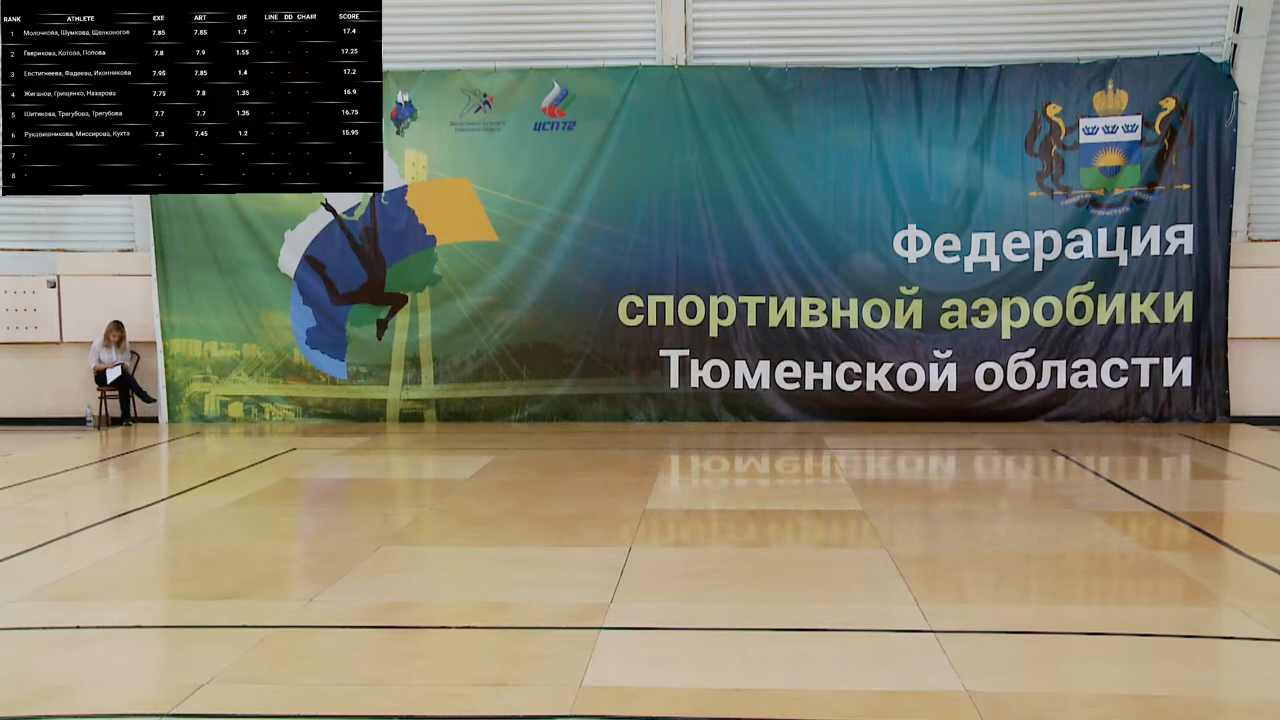 RANK ATHLETE EXE ART DIF LINE DD CHAIR SCORE
1 Молочкова, Шумкова, Щелконогов 7.85 7.85 1.7 - - - 17.4
2 Гаврикова, Котова, Попова 7.8 7.9 1.55 - - - 17.25
3 Евстигнеева, Фадеева, Иконникова 7.95 7.85 1.4 - - - 17.2
4 Жиганов, Грищенко, Назарова 7.75 7.8 1.35 - - - 16.9
5 Шитикова, Трегубова, Трегубова 7.7 7.7 1.35 - - - 16.75
6 Рукавишникова, Миссирова, Кухта 7.3 7.45 1.2 - - - 15.95
7 - - - - - - - -
8 - - - - - - - -
ЦСП72
Федерация
спортивной аэробики
Тюменской области